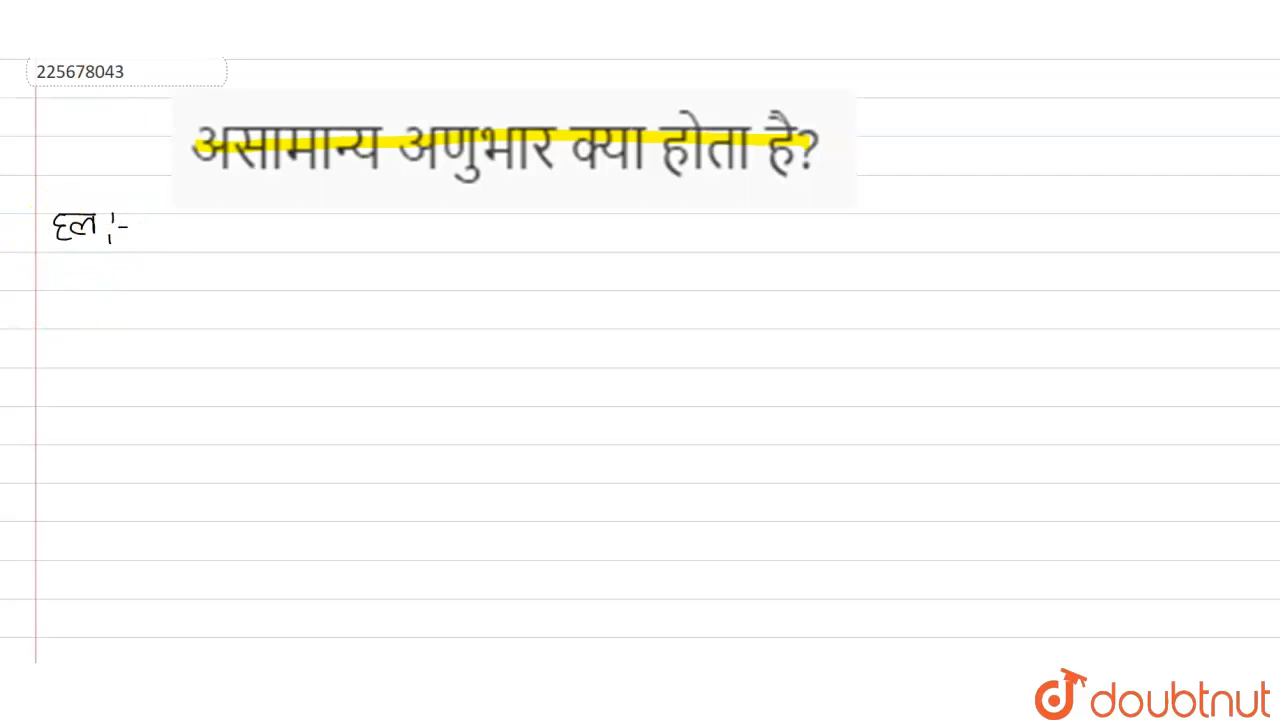 225678043
असामान्य अणुभार क्या होता है?
हल :-
doubtnut